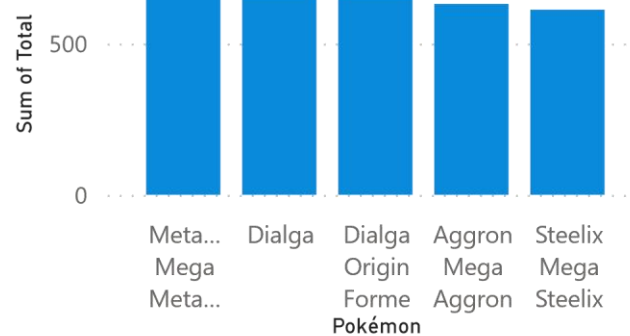 Sum of Total
500
0
Meta... Dialga Dialga Aggron Steelix
Mega Origin Mega Mega
Meta... Forme Aggron Steelix
Pokémon